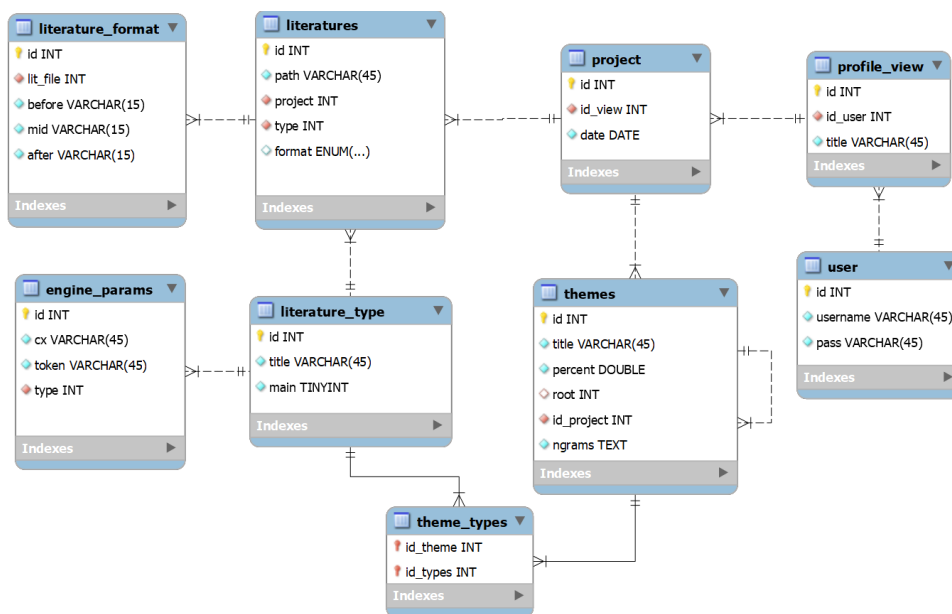 literature_format
id INT
lit_file INT
before VARCHAR(15)
mid VARCHAR(15)
after VARCHAR(15)
Indexes
literatures
id INT
path VARCHAR(45)
project INT
type INT
format ENUM(...)
Indexes
project
id INT
id_view INT
date DATE
Indexes
profile_view
id INT
id_user INT
title VARCHAR(45)
Indexes
engine_params
id INT
cx VARCHAR(45)
token VARCHAR(45)
type INT
Indexes
literature_type
id INT
title VARCHAR(45)
main TINYINT
Indexes
themes
id INT
title VARCHAR(45)
percent DOUBLE
root INT
id_project INT
ngrams TEXT
Indexes
user
id INT
username VARCHAR(45)
pass VARCHAR(45)
Indexes
theme_types
id_theme INT
id_types INT
Indexes